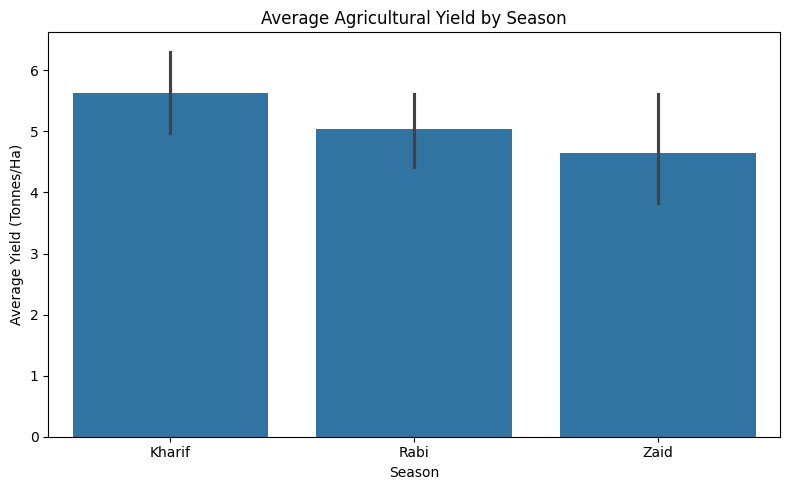 Average Agricultural Yield by Season
Average Yield (Tonnes/Ha)
6
5
4
3
2
1
0
Kharif
Rabi
Zaid
Season